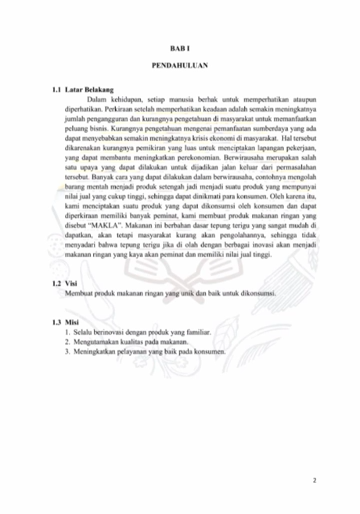 BAB I
PENDAHULUAN
1.1 Latar Belakang
Dalam kehidupan, setiap manusia berhak untuk memperhatikan ataupun
diperhatikan. Perkiraan setelah memperhatikan keadaan adalah semakin meningkatnya
jumlah pengangguran dan kurangnya pengetahuan di masyarakat untuk memanfaatkan
peluang bisnis. Kurangnya pengetahuan mengenai pemanfaatan sumberdaya yang ada
dapat menyebabkan semakin meningkatnya krisis ekonomi di masyarakat. Hal tersebut
dikarenakan kurangnya pemikiran yang luas untuk menciptakan lapangan pekerjaan,
yang dapat membantu meningkatkan perekonomian. Berwirausaha merupakan salah
satu upaya yang dapat dilakukan untuk dijadikan jalan keluar dari permasalahan
tersebut. Banyak cara yang dapat dilakukan dalam berwirausaha, contohnya mengolah
barang mentah menjadi produk setengah jadi menjadi suatu produk yang mempunyai
nilai jual yang cukup tinggi, sehingga dapat dinikmati para konsumen. Oleh karena itu,
kami menciptakan suatu produk yang dapat dikonsumsi oleh konsumen dan dapat
diperkiraan memiliki banyak peminat, kami membuat produk makanan ringan yang
disebut “MAKLA”. Makanan ini berbahan dasar tepung terigu yang sangat mudah di
dapatkan, akan tetapi masyarakat kurang akan pengolahannya, sehingga tidak
menyadari bahwa tepung terigu jika di olah dengan berbagai inovasi akan menjadi
makanan ringan yang kaya akan peminat dan memiliki nilai jual tinggi.
1.2 Visi
Membuat produk makanan ringan yang unik dan baik untuk dikonsumsi.
1.3 Misi
1. Selalu berinovasi dengan produk yang familiar.
2. Mengutamakan kualitas pada makanan.
3. Meningkatkan pelayanan yang baik pada konsumen.
2